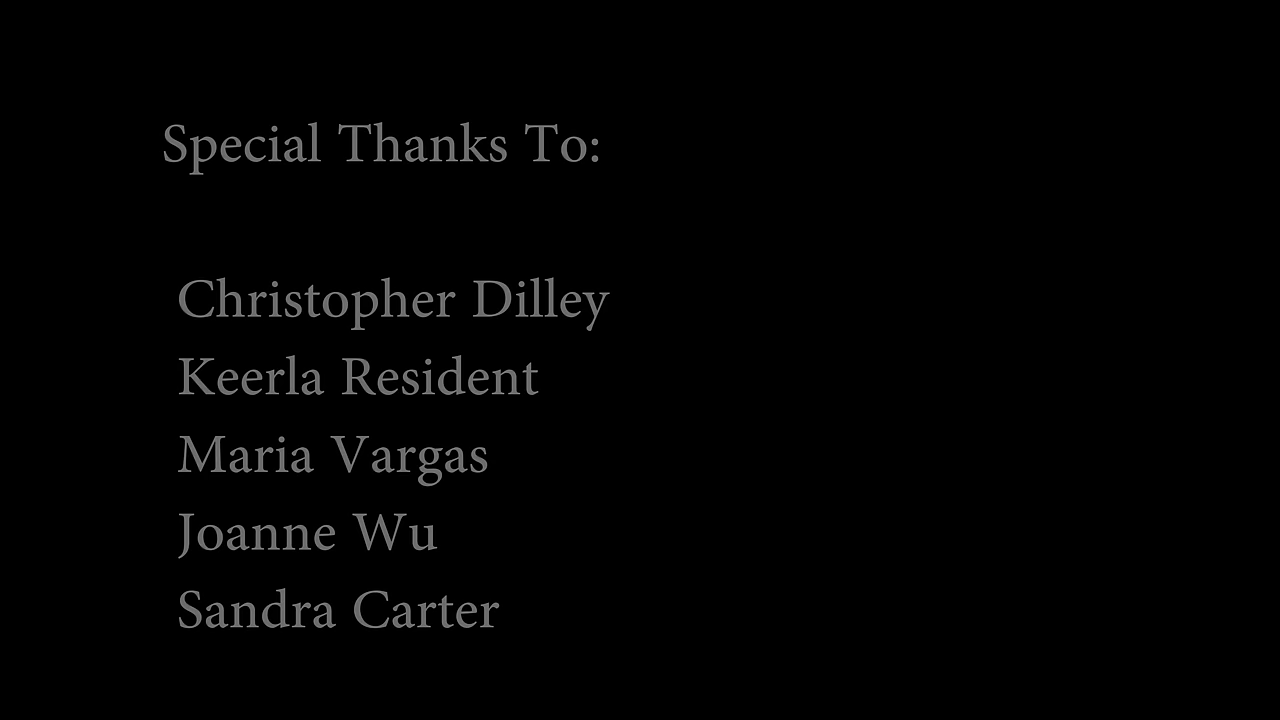 Special Thanks To:
Christopher Dilley
Keerla Resident
Maria Vargas
Joanne Wu
Sandra Carter